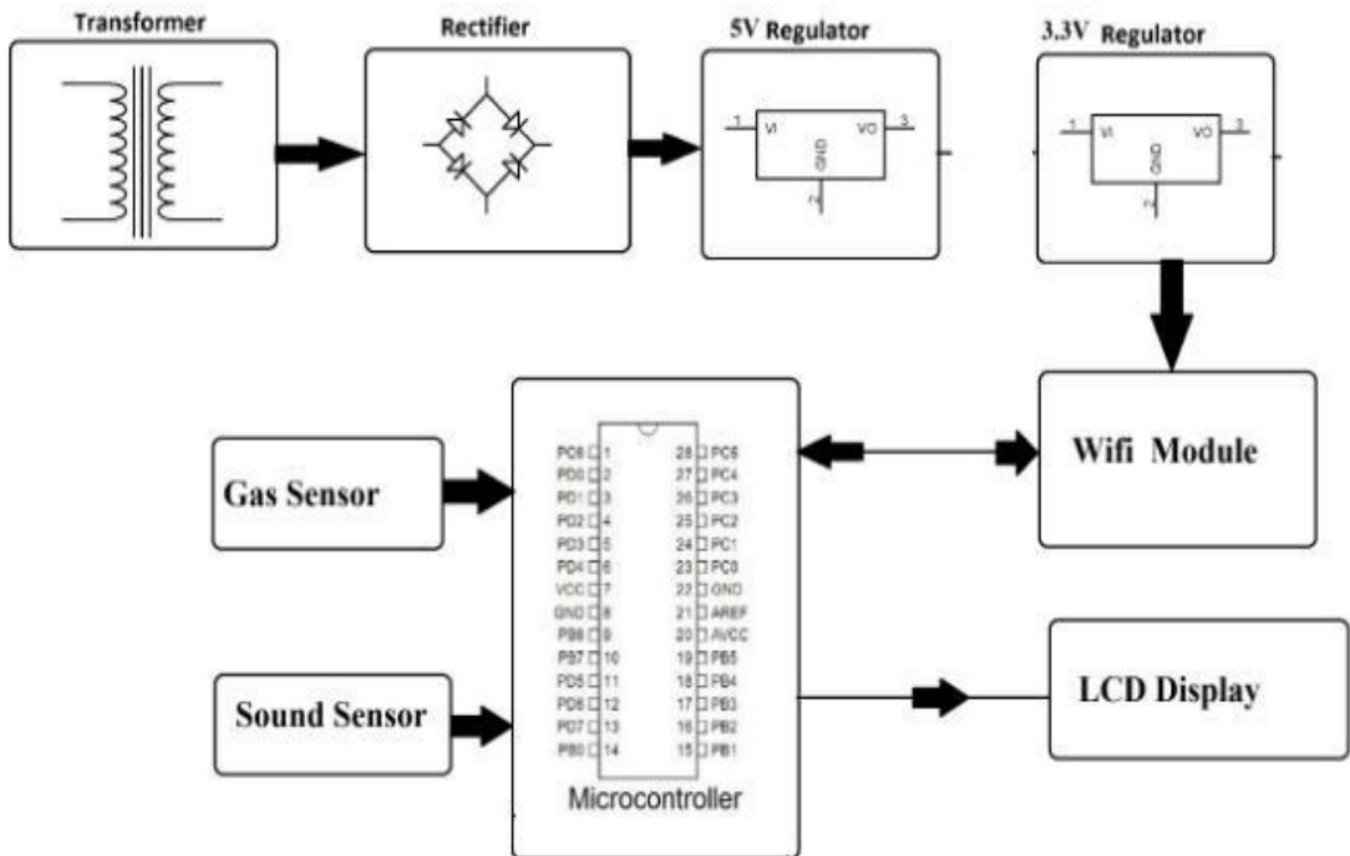 Transformer
Rectifier
5V Regulator
3.3V Regulator
1 VI VO 3
GND
2
1 VI VO 3
GND
2
Gas Sensor
Sound Sensor
PC6 1 28 PC5
PD0 2 27 PC4
PD1 3 26 PC3
PD2 4 25 PC2
PD3 5 24 PC1
PD4 6 23 PC0
VCC 7 22 GND
GND 8 21 AREF
PB6 9 20 AVCC
PB7 10 19 PB5
PD5 11 18 PB4
PD6 12 17 PB3
PD7 13 16 PB2
PB0 14 15 PB1
Microcontroller
Wifi Module
LCD Display